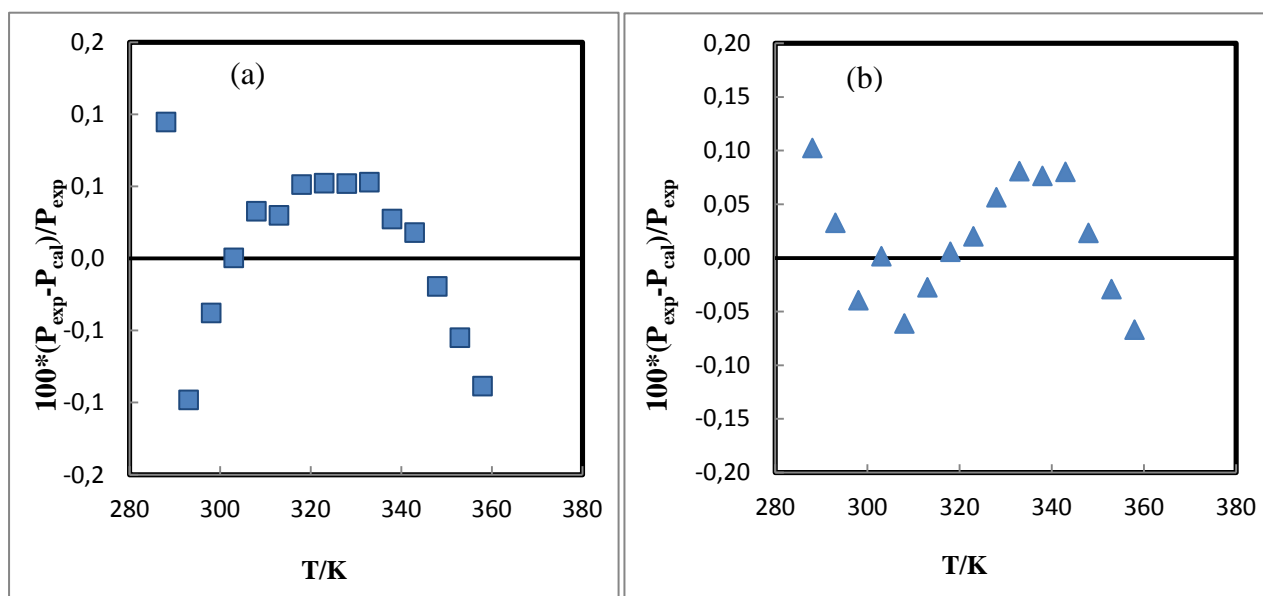 (a)
100*(Pexp-Pcal)/Pexp
0,2
0,1
0,1
0,0
-0,1
-0,1
-0,2
280 300 320 340 360 380
T/K
(b)
100*(Pexp-Pcal)/Pexp
0,20
0,15
0,10
0,05
0,00
-0,05
-0,10
-0,15
-0,20
280 300 320 340 360 380
T/K